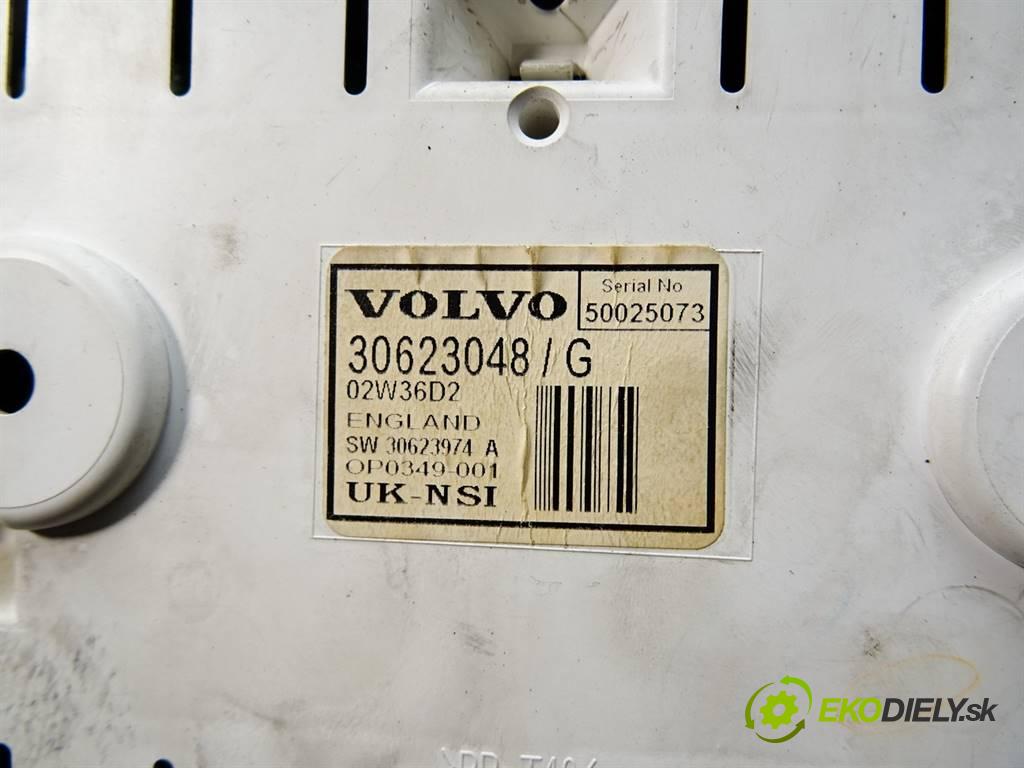 VOLVO
Serial No
50025073
30623048 / G
02W36D2
ENGLAND
SW 30623974 A
OP0349-001
UK-NSI
EKODIELY.sk